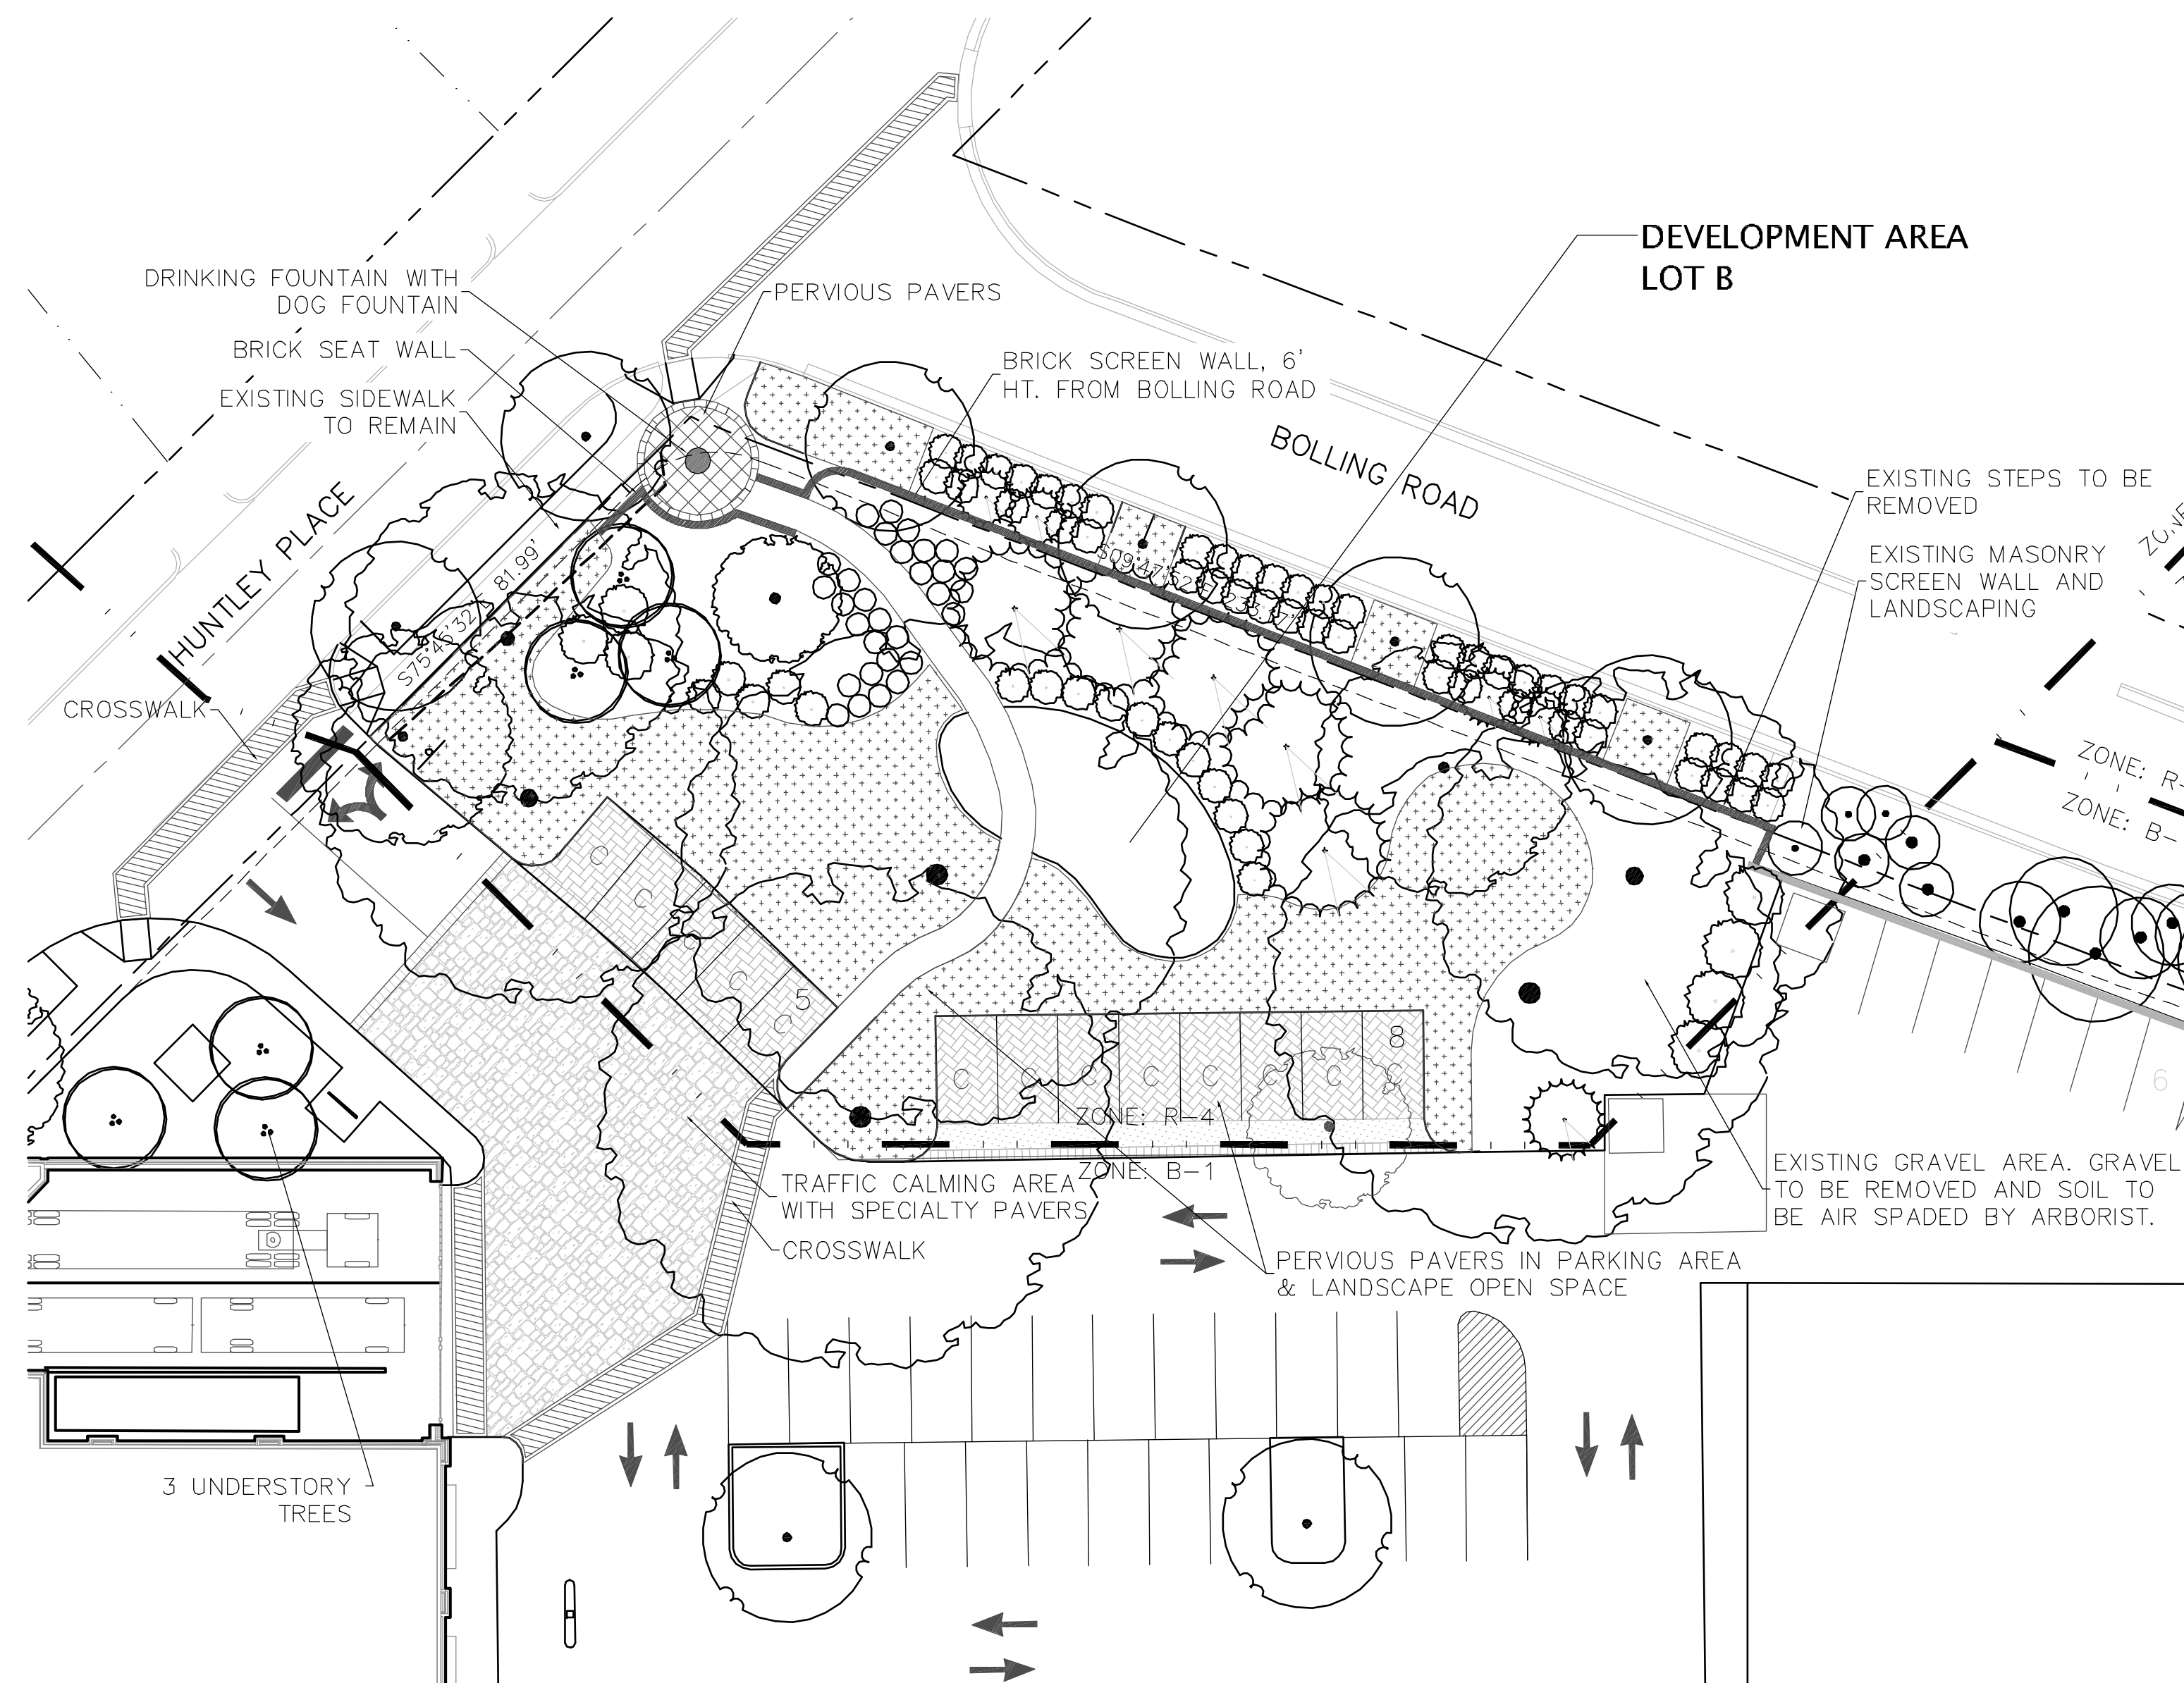 DEVELOPMENT AREA
LOT B
DRINKING FOUNTAIN WITH
DOG FOUNTAIN
PERVIOUS PAVERS
BRICK SEAT WALL
BRICK SCREEN WALL, 6'
HT. FROM BOLLING ROAD
EXISTING SIDEWALK
TO REMAIN
BOLLING ROAD
EXISTING STEPS TO BE
REMOVED
EXISTING MASONRY
SCREEN WALL AND
LANDSCAPING
HUNTLEY PLACE
S75°45'32"
81.99'
CROSSWALK
ZONE: R-
ZONE: B-
C
C
C
C
C
5
8
C
C
C
C
C
C
C
C
6
ZONE: R-4
ZONE: B-1
TRAFFIC CALMING AREA
WITH SPECIALTY PAVERS
CROSSWALK
EXISTING GRAVEL AREA. GRAVEL
TO BE REMOVED AND SOIL TO
BE AIR SPADED BY ARBORIST.
PERVIOUS PAVERS IN PARKING AREA
& LANDSCAPE OPEN SPACE
3 UNDERSTORY
TREES